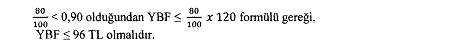 80/100 < 0,90 olduğundan YBF ≤ 80/100 x 120 formülü gereği,
YBF ≤ 96 TL olmalıdır.